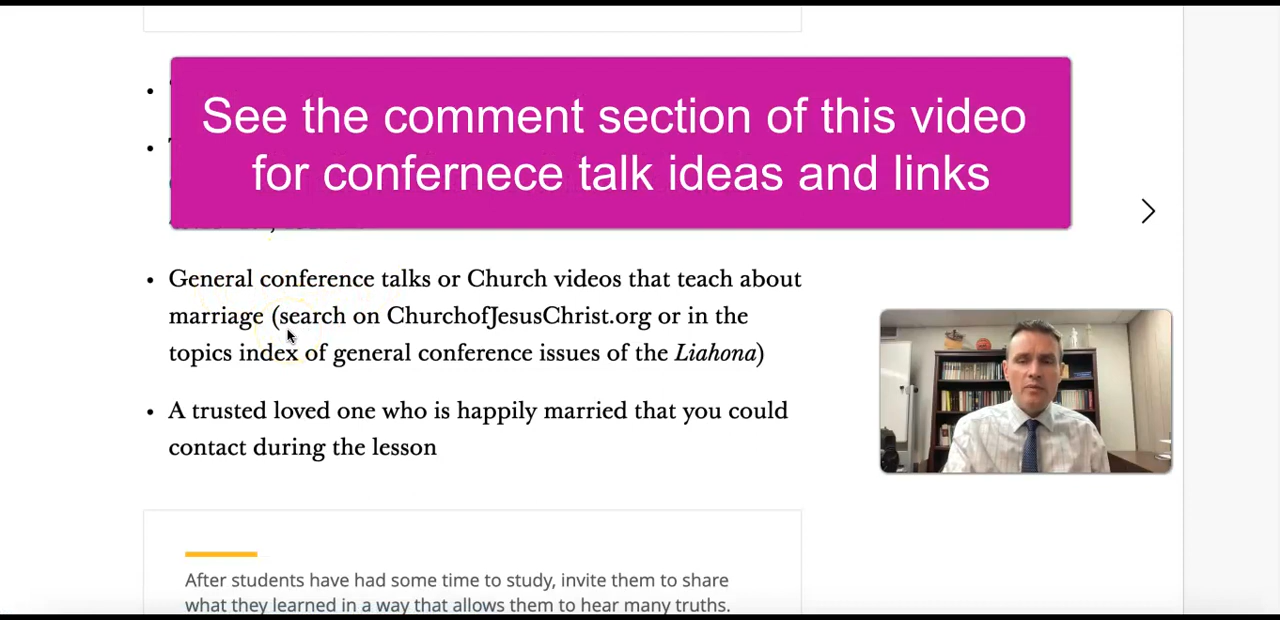 See the comment section of this video
for confernece talk ideas and links
General conference talks or Church videos that teach about
marriage (search on ChurchofJesusChrist.org or in the
topics index of general conference issues of the Liahona)
A trusted loved one who is happily married that you could
contact during the lesson
After students have had some time to study, invite them to share
what they learned in a way that allows them to hear many truths.